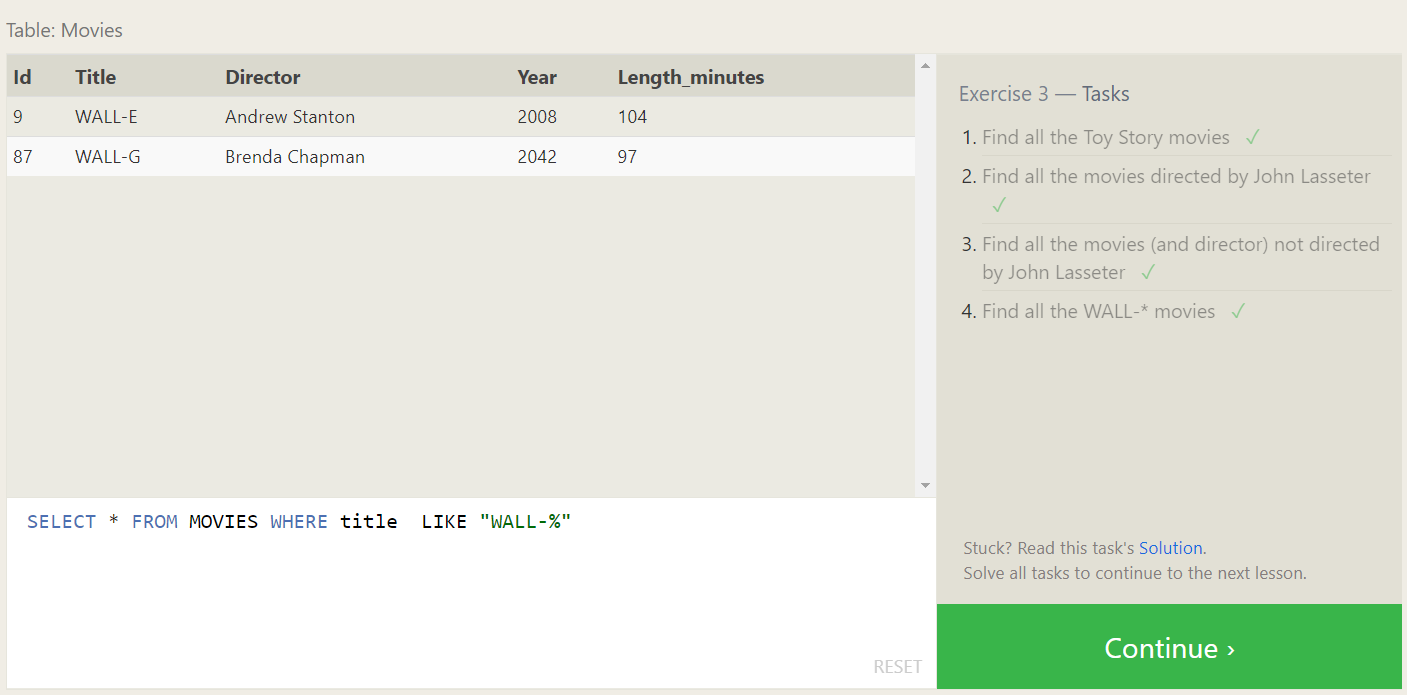 Table: Movies
Id Title Director Year Length_minutes
9 WALL-E Andrew Stanton 2008 104
87 WALL-G Brenda Chapman 2042 97
SELECT * FROM MOVIES WHERE title  LIKE "WALL-%"
RESET
Exercise 3 — Tasks
1. Find all the Toy Story movies ✓
2. Find all the movies directed by John Lasseter
✓
3. Find all the movies (and director) not directed
by John Lasseter ✓
4. Find all the WALL-* movies ✓
Stuck? Read this task's Solution.
Solve all tasks to continue to the next lesson.
Continue ›